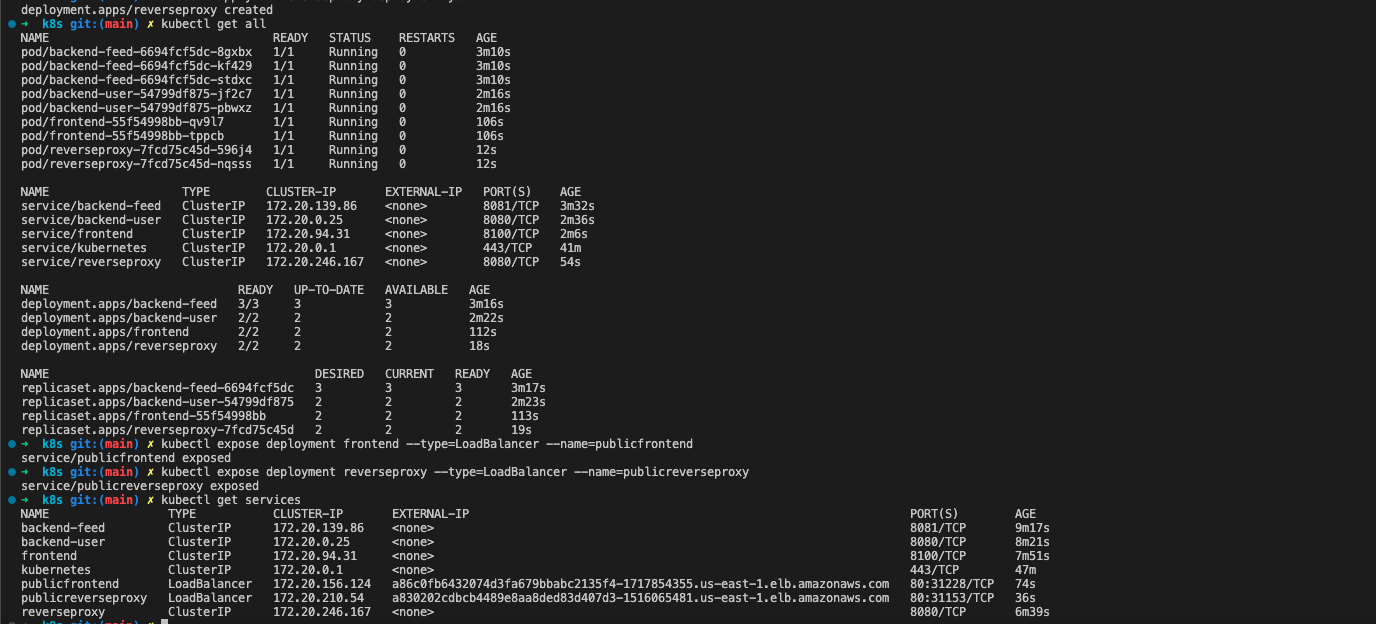 deployment.apps/reverseproxy created
➜ k8s git:(main) ✗ kubectl get all
NAME READY STATUS RESTARTS AGE
pod/backend-feed-6694fcf5dc-8gxbx 1/1 Running 0 3m10s
pod/backend-feed-6694fcf5dc-kf429 1/1 Running 0 3m10s
pod/backend-feed-6694fcf5dc-stdxc 1/1 Running 0 3m10s
pod/backend-user-54799df875-jf2c7 1/1 Running 0 2m16s
pod/backend-user-54799df875-pbwxz 1/1 Running 0 2m16s
pod/frontend-55f54998bb-qv9l7 1/1 Running 0 106s
pod/frontend-55f54998bb-tppcb 1/1 Running 0 106s
pod/reverseproxy-7fcd75c45d-596j4 1/1 Running 0 12s
pod/reverseproxy-7fcd75c45d-nqsss 1/1 Running 0 12s
NAME TYPE CLUSTER-IP EXTERNAL-IP PORT(S) AGE
service/backend-feed ClusterIP 172.20.139.86 <none> 8081/TCP 3m32s
service/backend-user ClusterIP 172.20.0.25 <none> 8080/TCP 2m36s
service/frontend ClusterIP 172.20.94.31 <none> 8100/TCP 2m6s
service/kubernetes ClusterIP 172.20.0.1 <none> 443/TCP 41m
service/reverseproxy ClusterIP 172.20.246.167 <none> 8080/TCP 54s
NAME READY UP-TO-DATE AVAILABLE AGE
deployment.apps/backend-feed 3/3 3 3 3m16s
deployment.apps/backend-user 2/2 2 2 2m22s
deployment.apps/frontend 2/2 2 2 112s
deployment.apps/reverseproxy 2/2 2 2 18s
NAME DESIRED CURRENT READY AGE
replicaset.apps/backend-feed-6694fcf5dc 3 3 3 3m17s
replicaset.apps/backend-user-54799df875 2 2 2 2m23s
replicaset.apps/frontend-55f54998bb 2 2 2 113s
replicaset.apps/reverseproxy-7fcd75c45d 2 2 2 19s
➜ k8s git:(main) ✗ kubectl expose deployment frontend --type=LoadBalancer --name=publicfrontend
service/publicfrontend exposed
➜ k8s git:(main) ✗ kubectl expose deployment reverseproxy --type=LoadBalancer --name=publicreverseproxy
service/publicreverseproxy exposed
➜ k8s git:(main) ✗ kubectl get services
NAME TYPE CLUSTER-IP EXTERNAL-IP PORT(S) AGE
backend-feed ClusterIP 172.20.139.86 <none> 8081/TCP 9m17s
backend-user ClusterIP 172.20.0.25 <none> 8080/TCP 8m21s
frontend ClusterIP 172.20.94.31 <none> 8100/TCP 7m51s
kubernetes ClusterIP 172.20.0.1 <none> 443/TCP 47m
publicfrontend LoadBalancer 172.20.156.124 a86c0fb6432074d3fa679bbabc2135f4-1717854355.us-east-1.elb.amazonaws.com 80:31228/TCP 74s
publicreverseproxy LoadBalancer 172.20.210.54 a830202cdbcb4489e8aa8ded83d407d3-1516065481.us-east-1.elb.amazonaws.com 80:31153/TCP 36s
reverseproxy ClusterIP 172.20.246.167 <none> 8080/TCP 6m39s